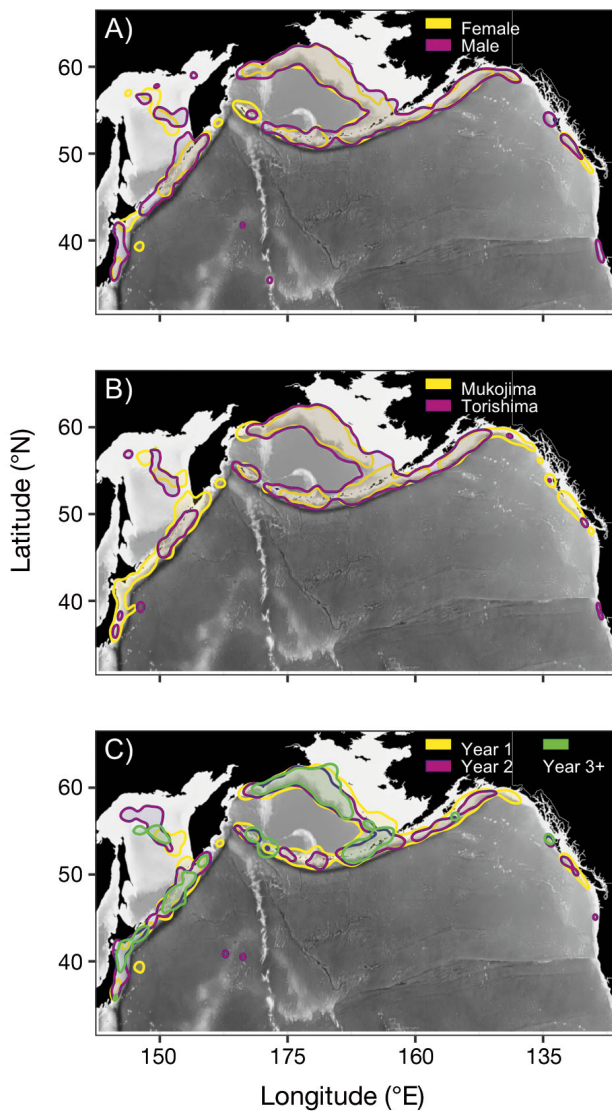 A)
Female
Male
60
50
40
B)
Mukojima
Torishima
60
50
40
Latitude (°N)
C)
Year 1
Year 2
Year 3+
60
50
40
150
175
160
135
Longitude (°E)